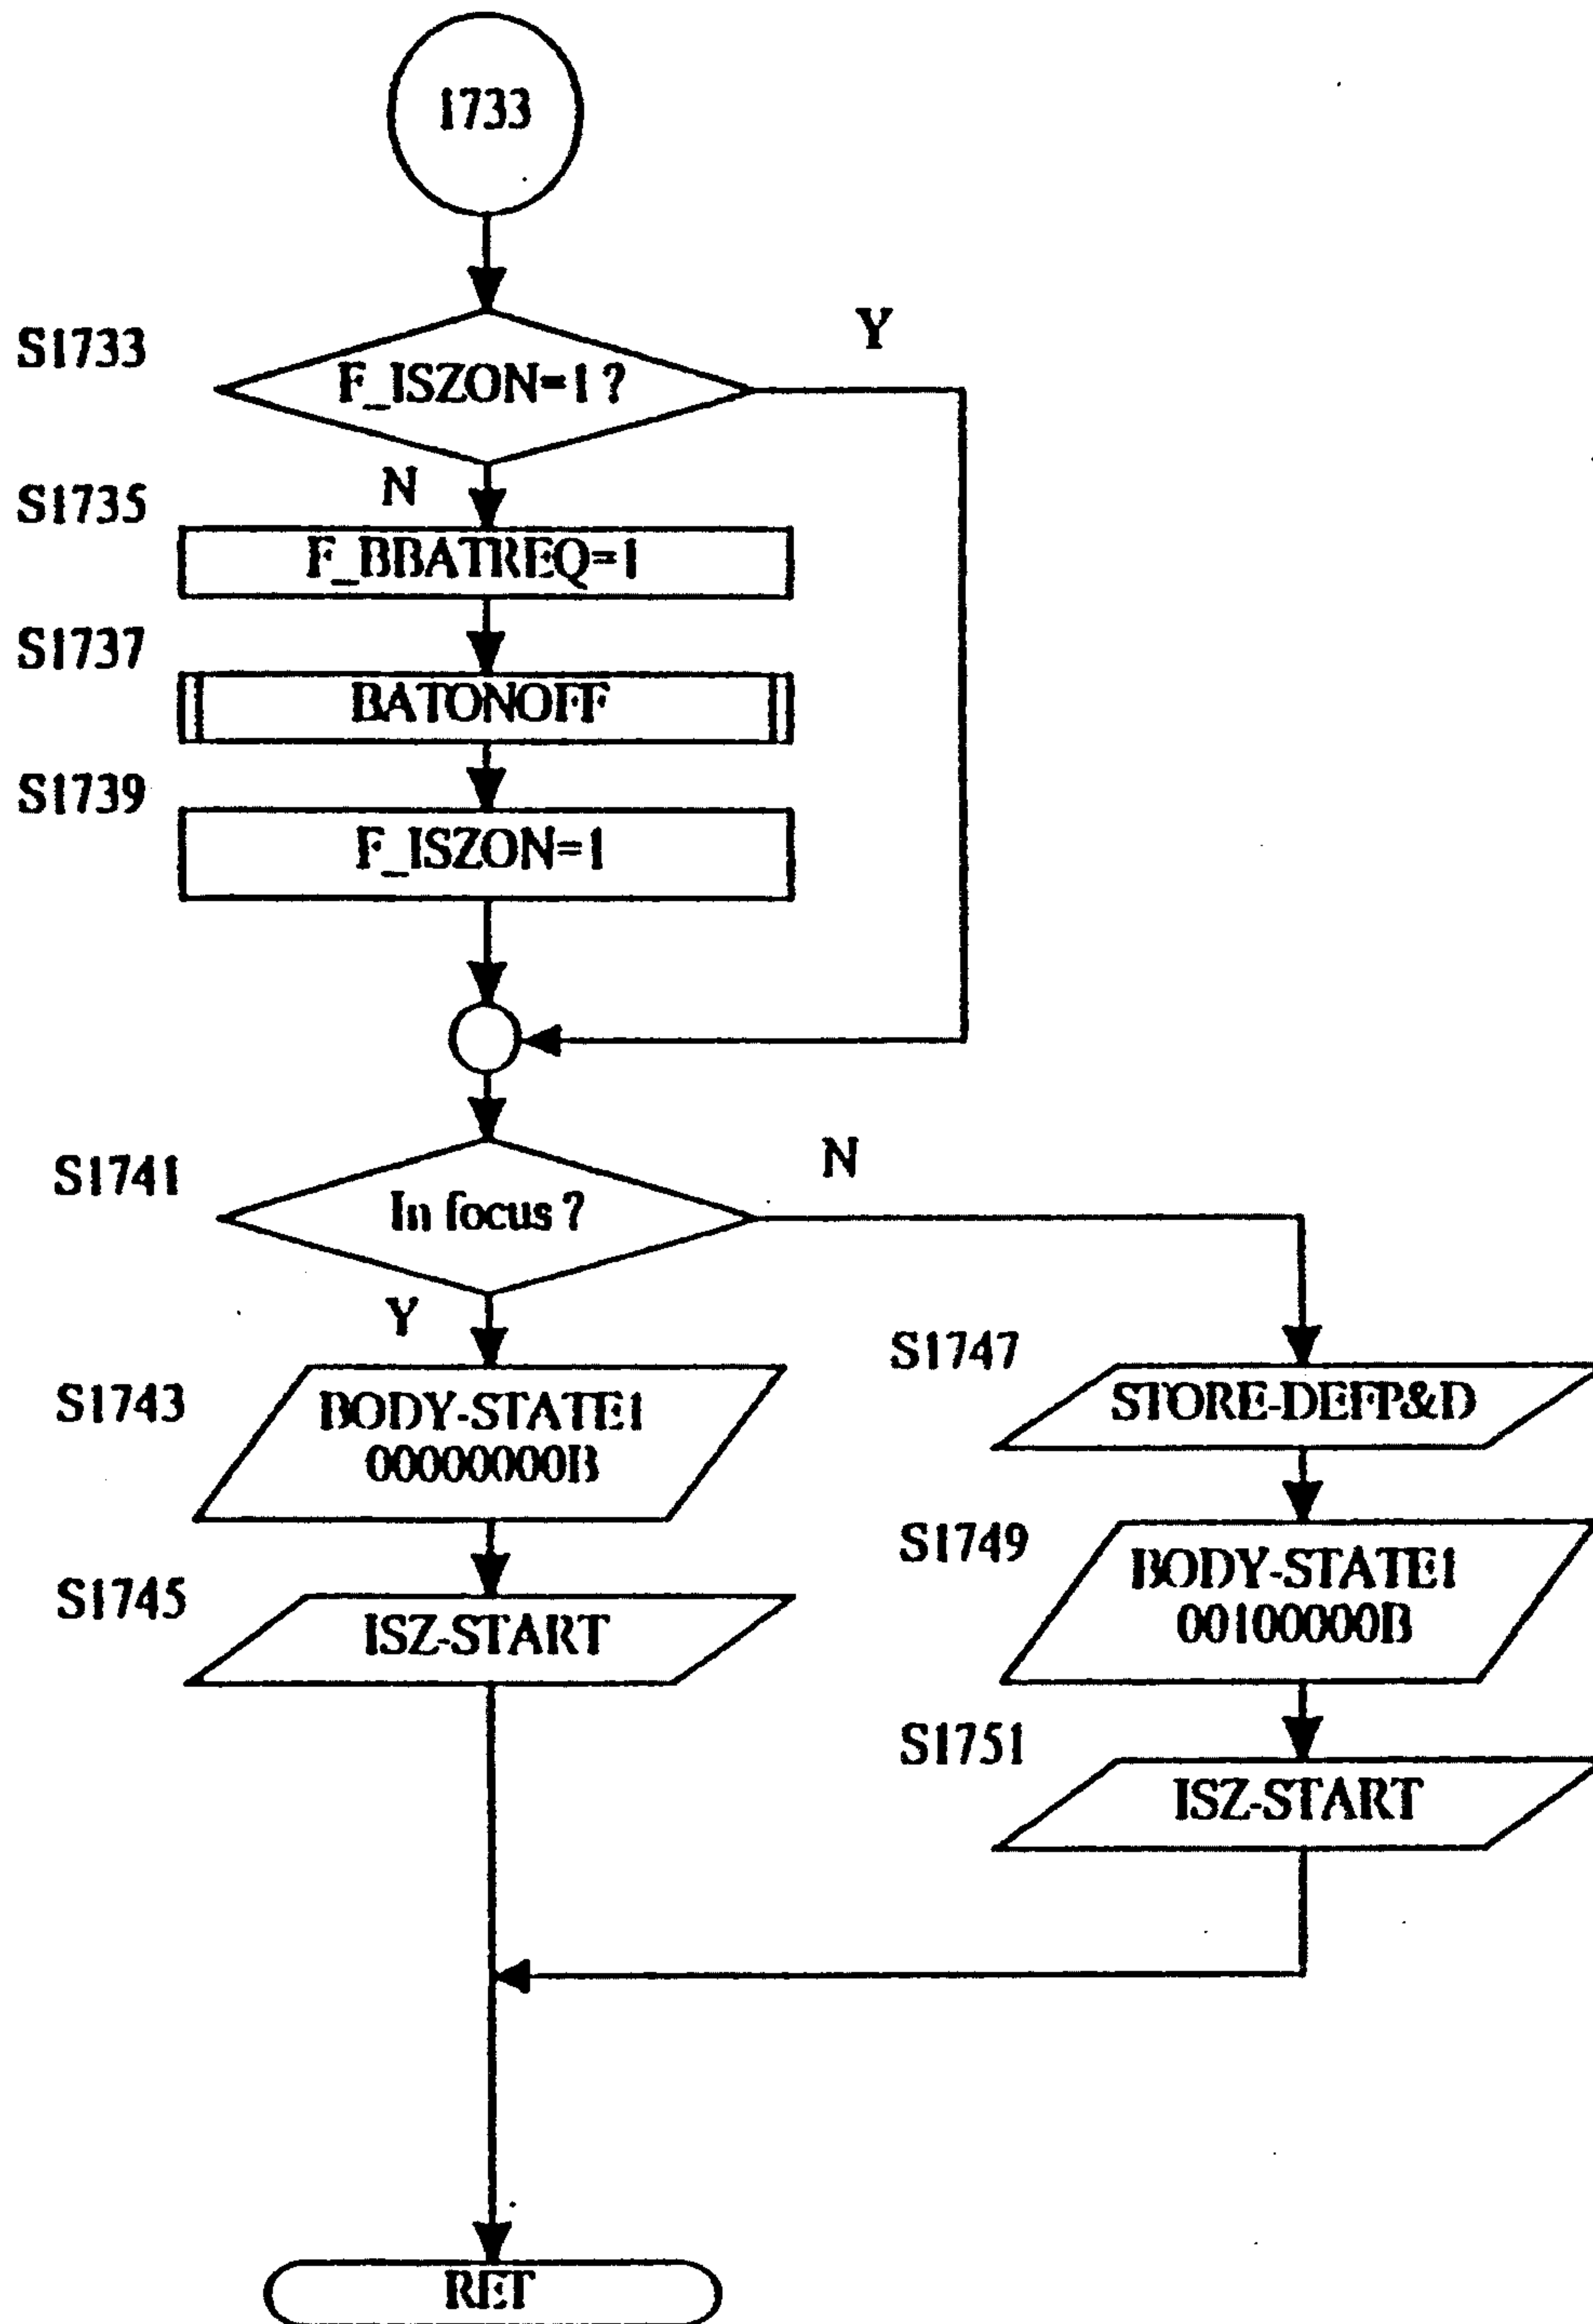 1733
S1733
F_ISZON=1 ?
Y
N
S1735
F_BBATREQ=1
S1737
BATONOFF
S1739
F_ISZON=1
S1741
In focus ?
N
Y
S1743
BODY-STATE1
00000000B
S1745
ISZ-START
S1747
STORE-DEFP&D
S1749
BODY-STATE1
00100000B
S1751
ISZ-START
RET